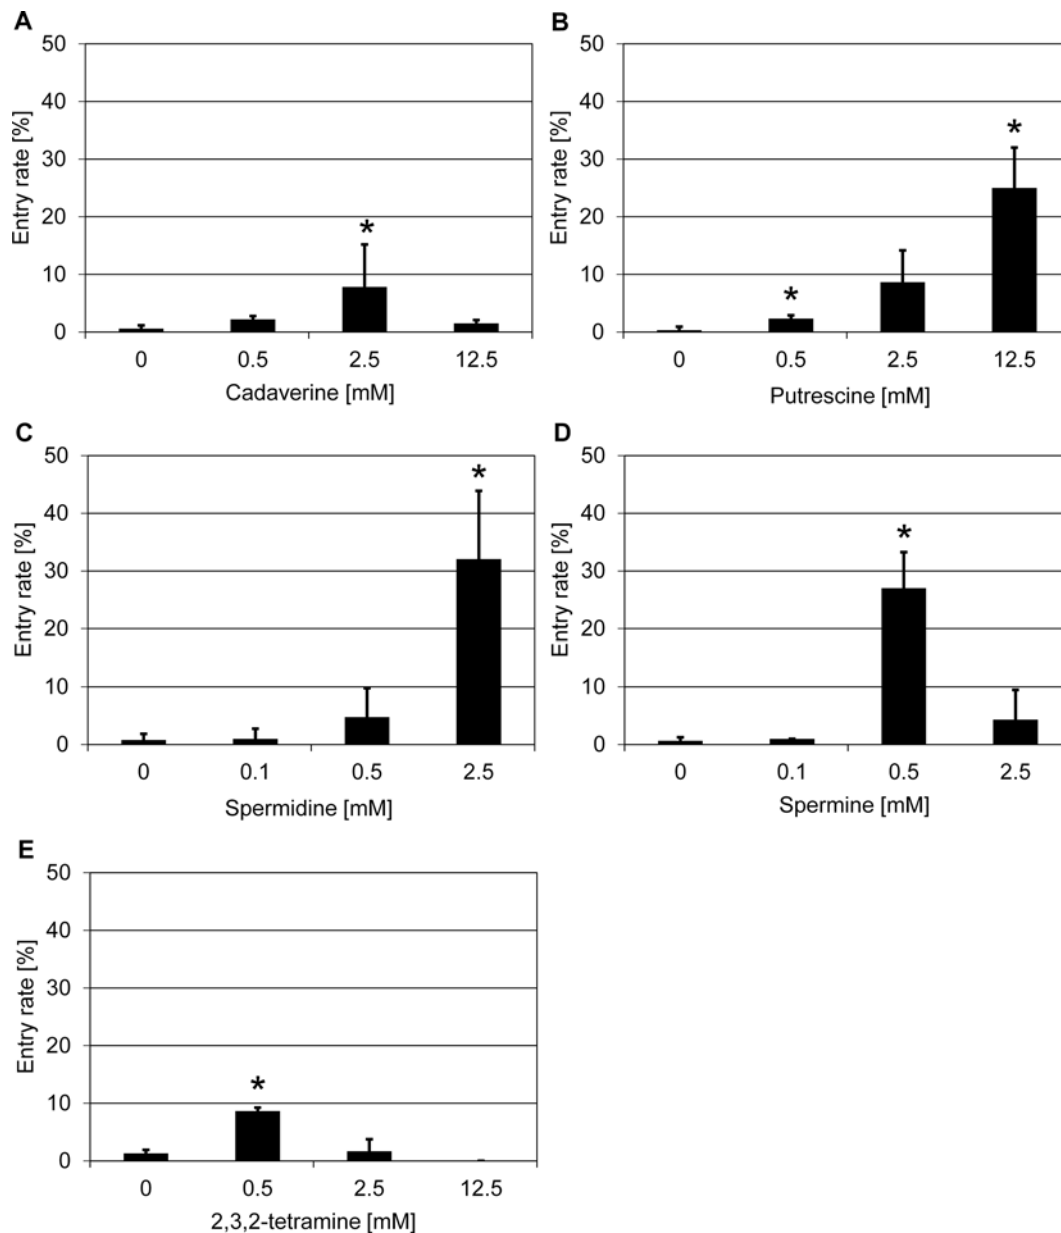 A
Entry rate [%]
50
40
30
20
10
0
*
0 0.5 2.5 12.5
Cadaverine [mM]
B
Entry rate [%]
50
40
30
20
10
0
* *
0 0.5 2.5 12.5
Putrescine [mM]
C
Entry rate [%]
50
40
30
20
10
0
*
0 0.1 0.5 2.5
Spermidine [mM]
D
Entry rate [%]
50
40
30
20
10
0
*
0 0.1 0.5 2.5
Spermine [mM]
E
Entry rate [%]
50
40
30
20
10
0
*
0 0.5 2.5 12.5
2,3,2-tetramine [mM]